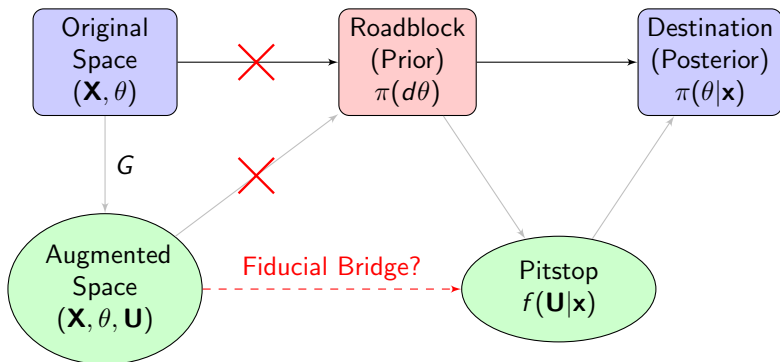 Original
Space
(X, θ)
Roadblock
(Prior)
π(dθ)
Destination
(Posterior)
π(θ|x)
G
Augmented
Space
(X, θ, U)
Fiducial Bridge?
Pitstop
f(U|x)